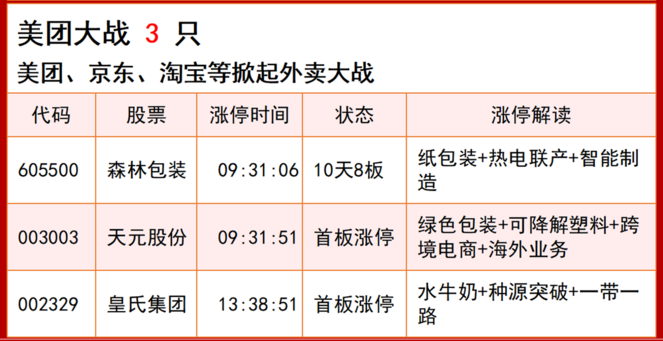 美团大战 3 只
美团、京东、淘宝等掀起外卖大战
代码 股票 涨停时间 状态 涨停解读
605500 森林包装 09:31:06 10天8板 纸包装+热电联产+智能制
造
003003 天元股份 09:31:51 首板涨停 绿色包装+可降解塑料+跨
境电商+海外业务
002329 皇氏集团 13:38:51 首板涨停 水牛奶+种源突破+一带一
路